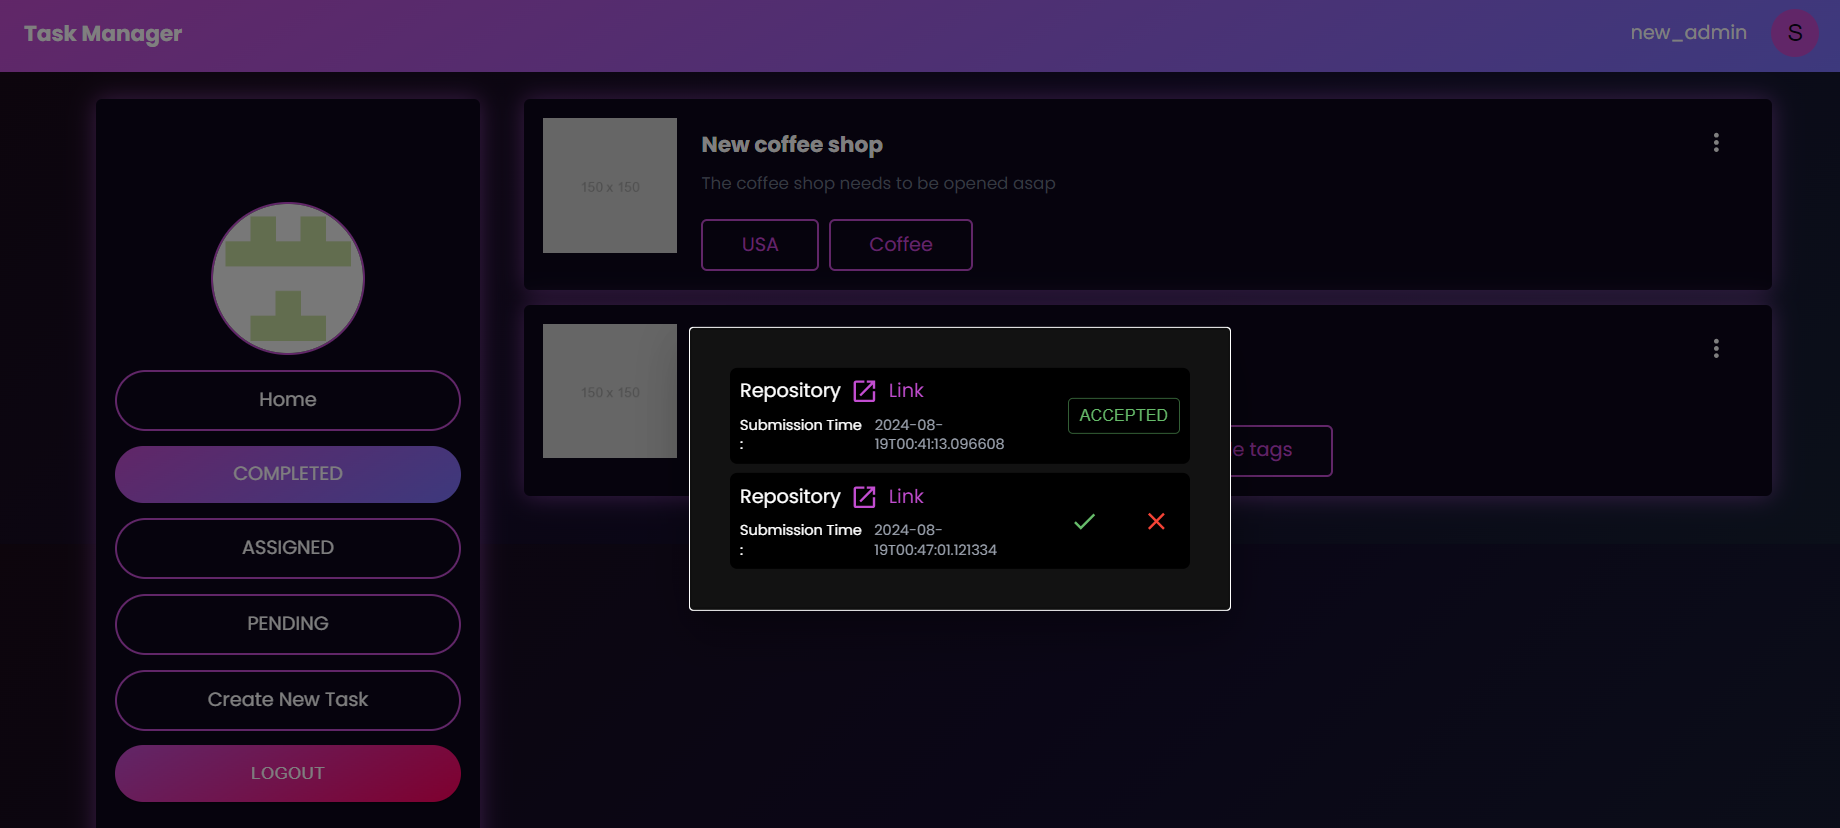 Task Manager
new_admin
S
Home
COMPLETED
ASSIGNED
PENDING
Create New Task
LOGOUT
150 x 150
New coffee shop
The coffee shop needs to be opened asap
USA
Coffee
150 x 150
e tags
Repository Link
Submission Time 2024-08-
: 19T00:41:13.096608
ACCEPTED
Repository Link
Submission Time 2024-08-
: 19T00:47:01.121334